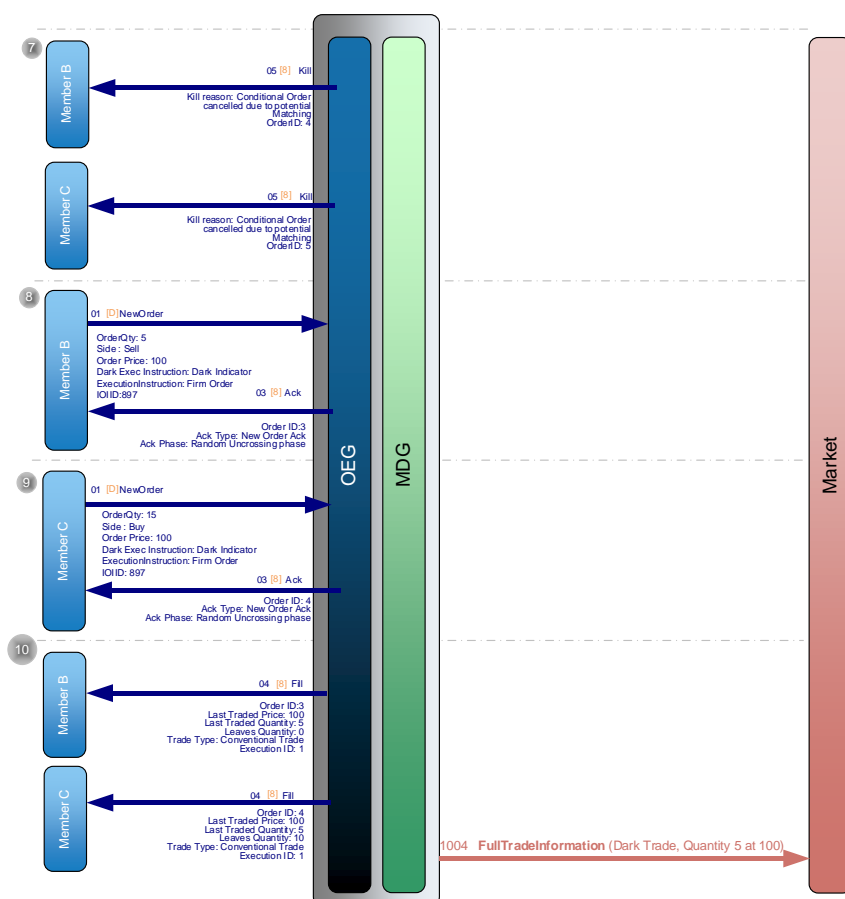 7
Member B
05 [8] Kill
Kill reason: Conditional Order
cancelled due to potential
Matching
OrderID: 4
Member C
05 [8] Kill
Kill reason: Conditional Order
cancelled due to potential
Matching
OrderID: 5
8
Member B
01 [D]NewOrder
OrderQty: 5
Side : Sell
Order Price: 100
Dark Exec Instruction: Dark Indicator
ExecutionInstruction: Firm Order
IOIID:897
03 [8] Ack
Order ID:3
Ack Type: New Order Ack
Ack Phase: Random Uncrossing phase
OEG
MDG
Market
9
Member C
01 [D]NewOrder
OrderQty: 15
Side : Buy
Order Price: 100
Dark Exec Instruction: Dark Indicator
ExecutionInstruction: Firm Order
IOIID: 897
03 [8] Ack
Order ID: 4
Ack Type: New Order Ack
Ack Phase: Random Uncrossing phase
10
Member B
04 [8] Fill
Order ID:3
Last Traded Price: 100
Last Traded Quantity: 5
Leaves Quantity: 0
Trade Type: Conventional Trade
Execution ID: 1
Member C
04 [8] Fill
Order ID: 4
Last Traded Price: 100
Last Traded Quantity: 5
Leaves Quantity: 10
Trade Type: Conventional Trade
Execution ID: 1
1004 FullTradeInformation (Dark Trade, Quantity 5 at 100)